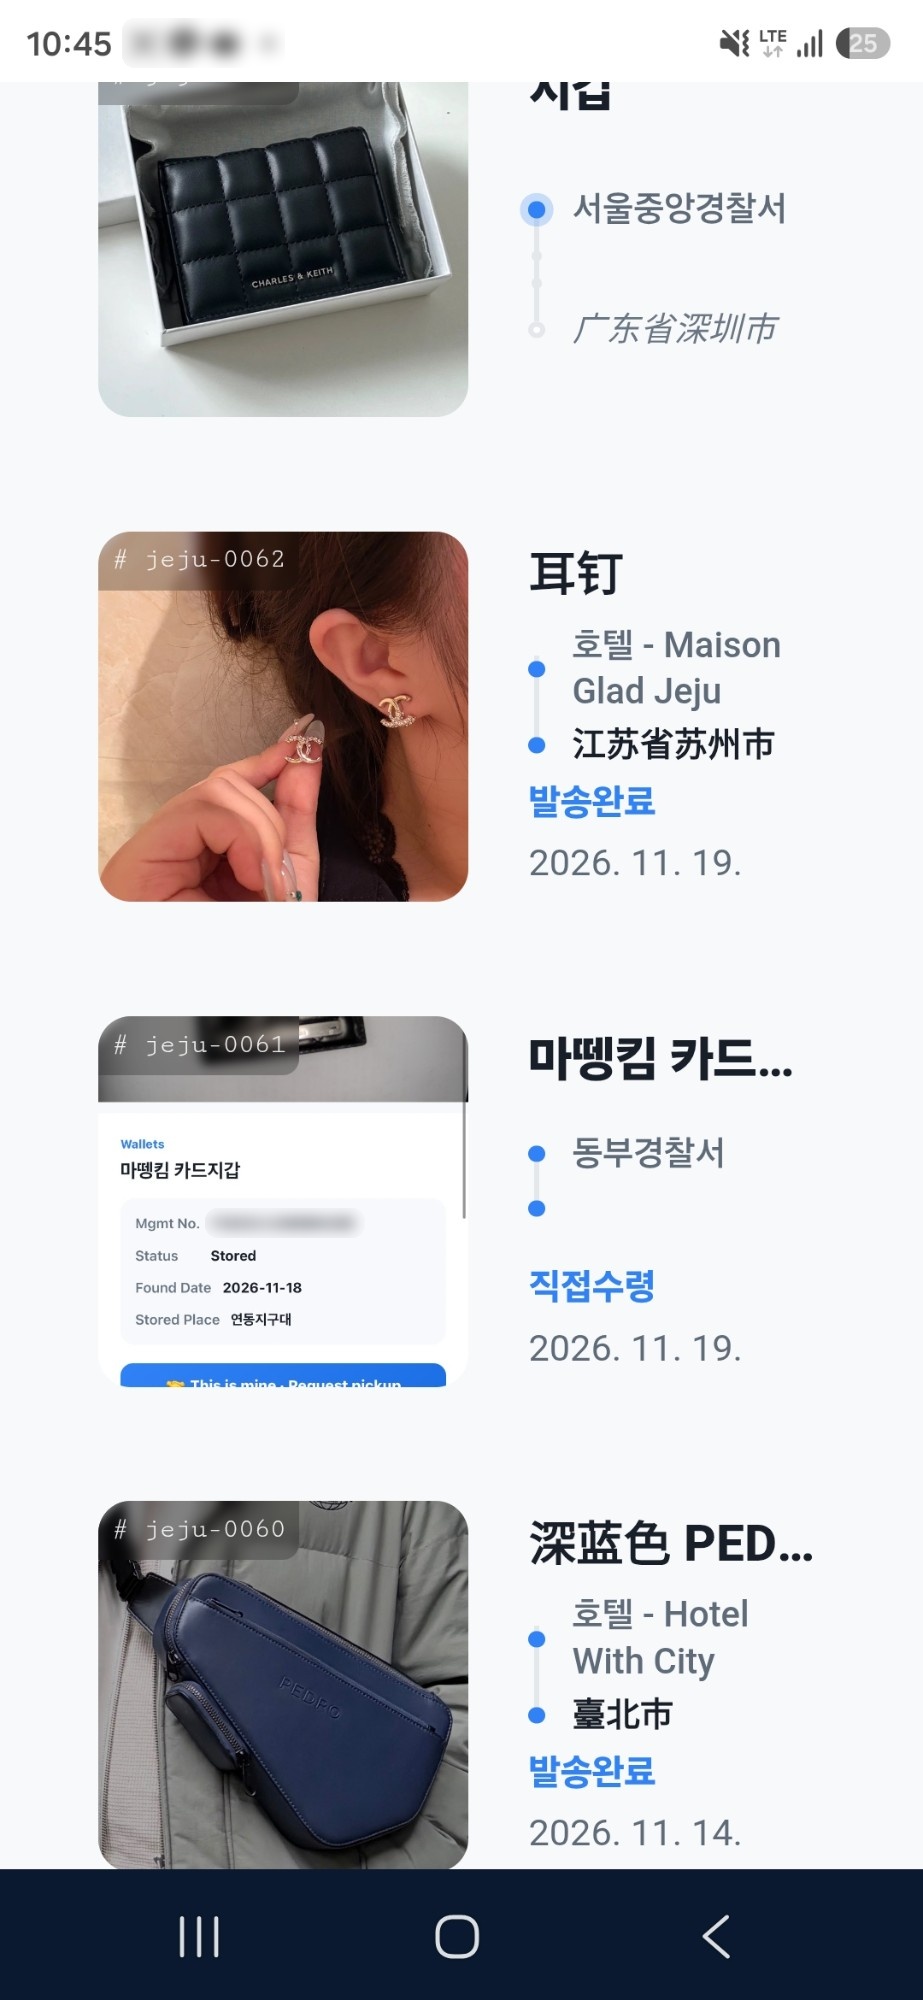 10:45
LTE
25
지갑
CHARLES & KEITH
서울중앙경찰서
广东省深圳市
# jeju-0062
耳钉
호텔 - Maison
Glad Jeju
江苏省苏州市
발송완료
2026. 11. 19.
# jeju-0061
마뗑킴 카드...
Wallets
마뗑킴 카드지갑
Mgmt No.
Status Stored
Found Date 2026-11-18
Stored Place 연동지구대
This is mine · Request pickup
동부경찰서
직접수령
2026. 11. 19.
# jeju-0060
PEDRO
深蓝色 PED...
호텔 - Hotel
With City
臺北市
발송완료
2026. 11. 14.